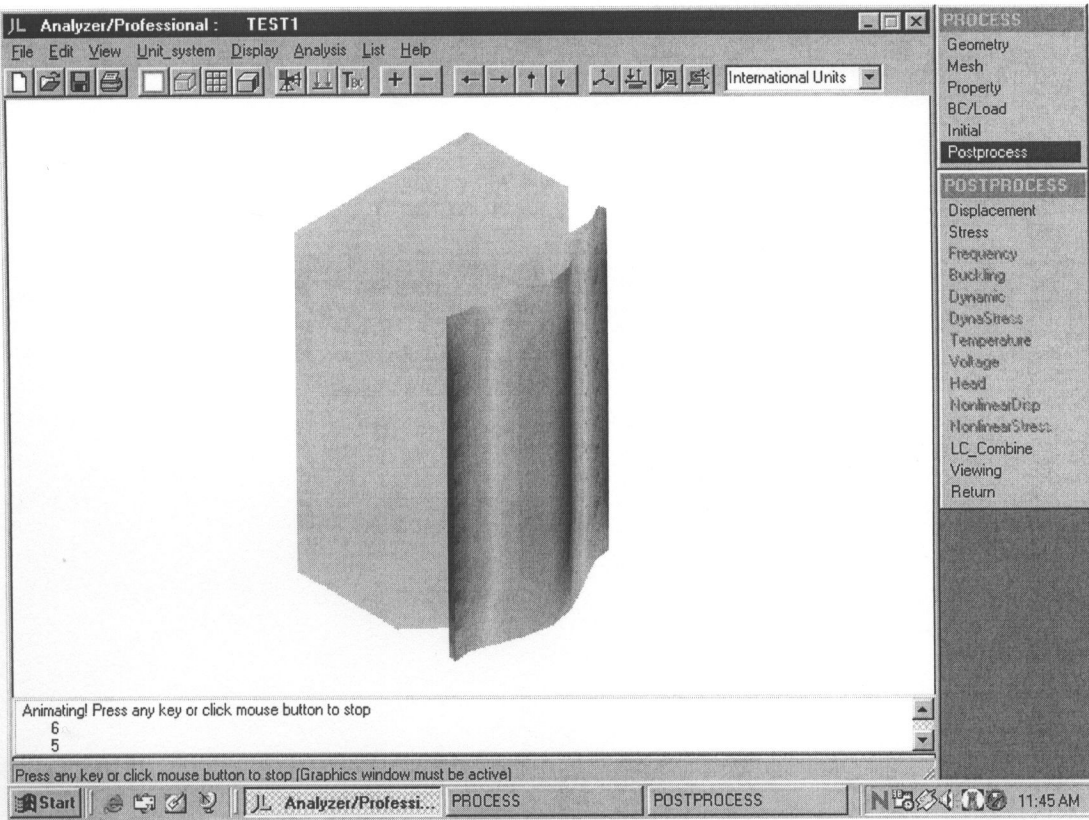 JL Analyzer/Professional : TEST1
File Edit View Unit_system Display Analysis List Help
TBC + - International Units
Animating! Press any key or click mouse button to stop
6
5
Press any key or click mouse button to stop (Graphics window must be active)
PROCESS
Geometry
Mesh
Property
BC/Load
Initial
Postprocess
POSTPROCESS
Displacement
Stress
Frequency
Buckling
Dynamic
DynaStress
Temperature
Voltage
Head
NonlinearDisp
NonlinearStress
LC_Combine
Viewing
Return
Start JL Analyzer/Professi... PROCESS POSTPROCESS N 11:45 AM